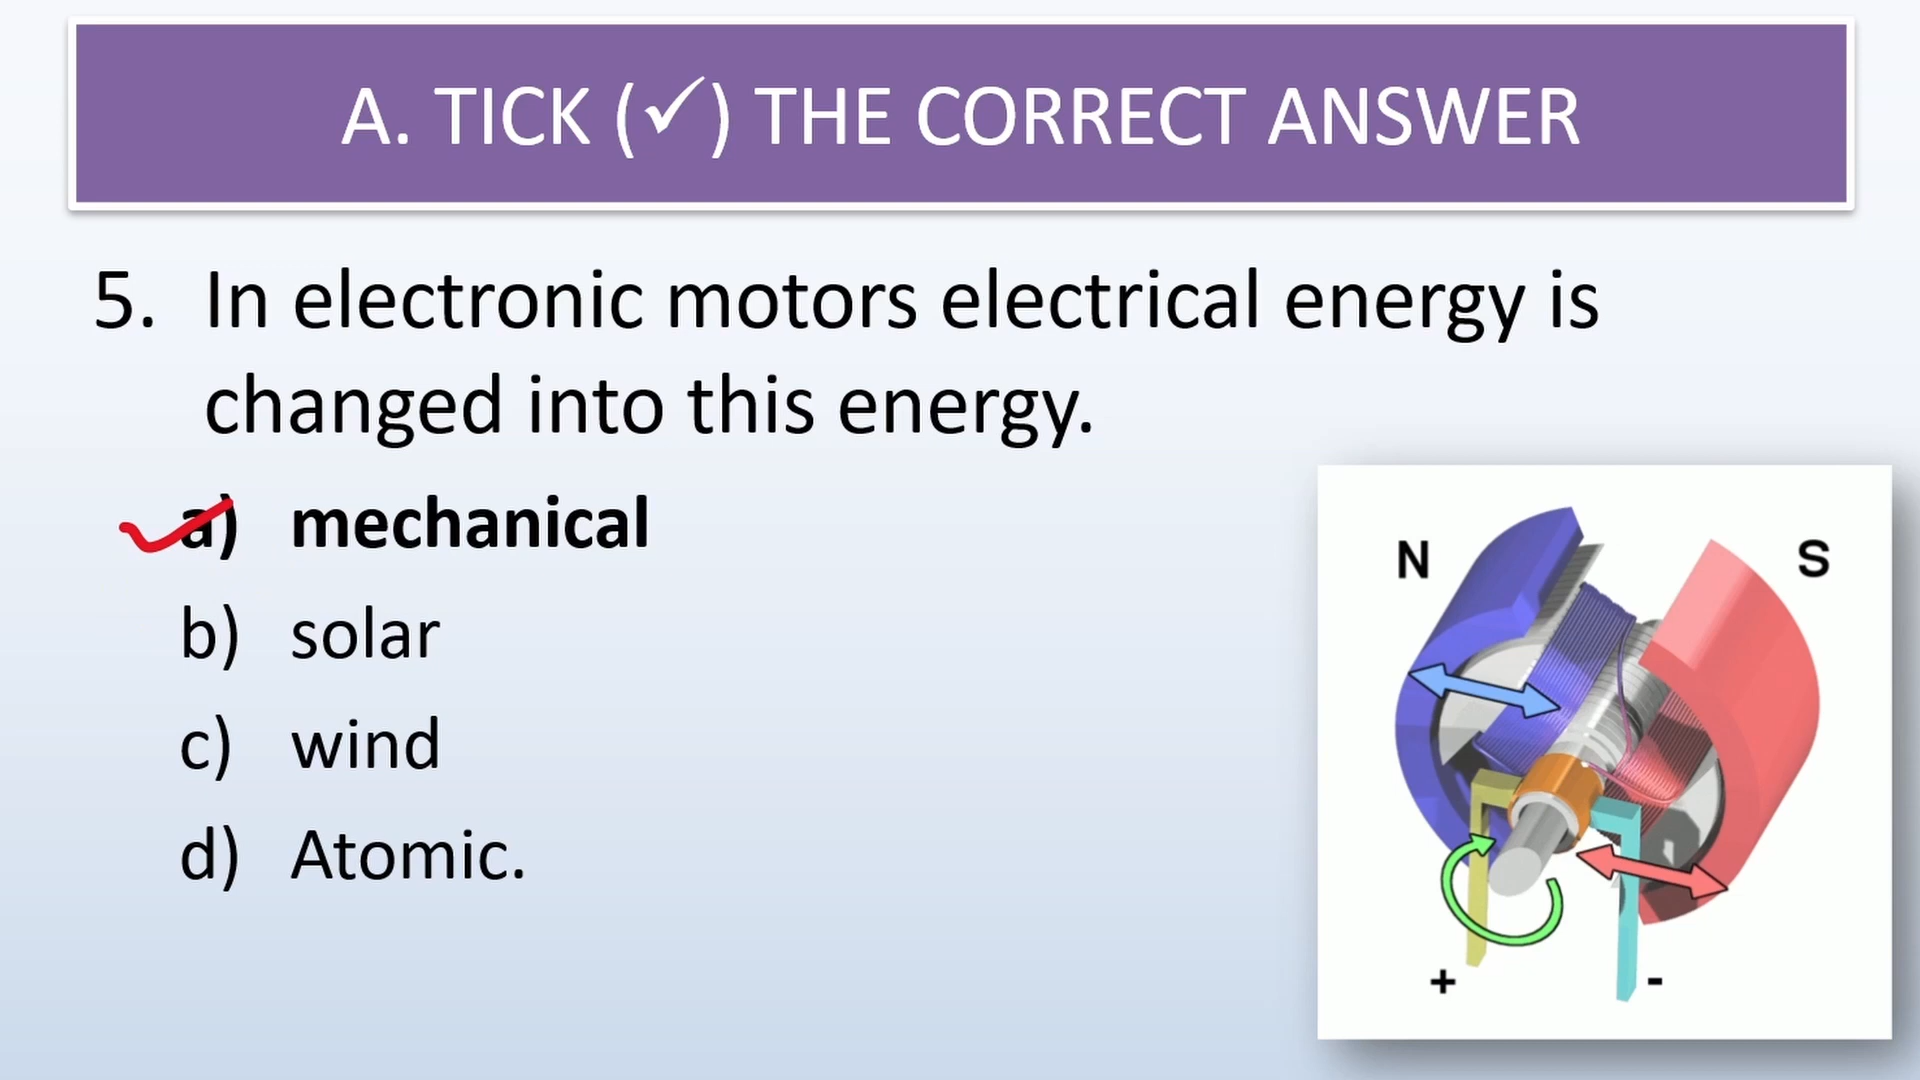 A. TICK (✓) THE CORRECT ANSWER
5. In electronic motors electrical energy is
changed into this energy.
a) mechanical
b) solar
c) wind
d) Atomic.
N S
+ -